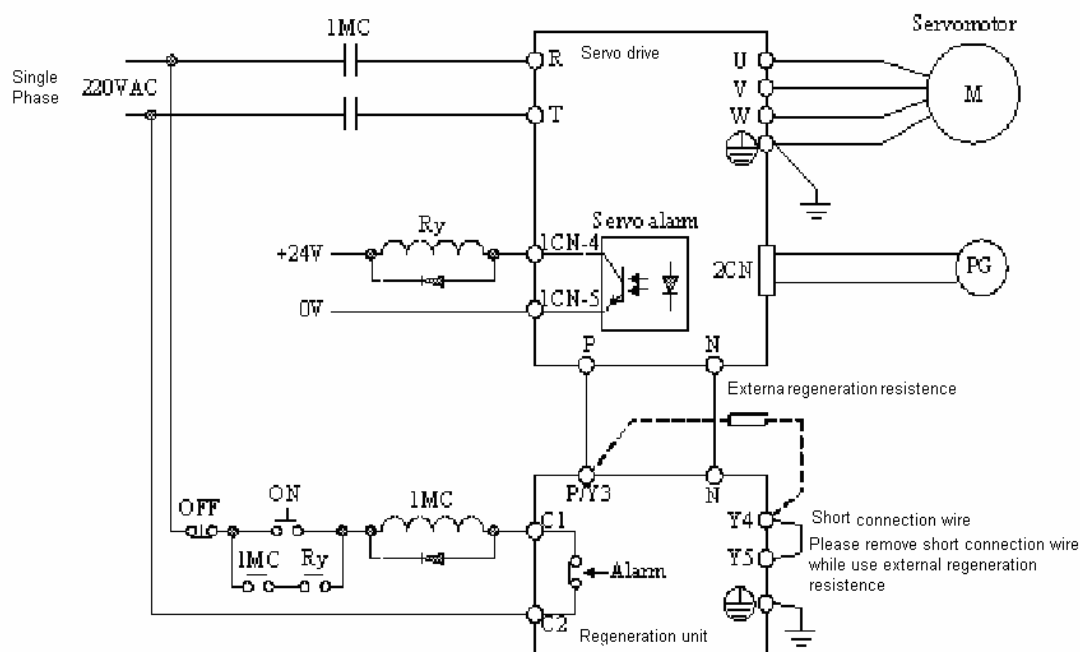 Servomotor
1MC
Single
Phase
220VAC
R
Servo drive
U
V
M
T
W
Servo alarm
Ry
+24V
1CN-4
2CN
PG
0V
1CN-5
P
N
Externa regeneration resistence
P/Y3
N
OFF
ON
1MC
C1
Y4
Short connection wire
Please remove short connection wire
while use external regeneration
resistence
1MC
Ry
Alarm
Y5
C2
Regeneration unit